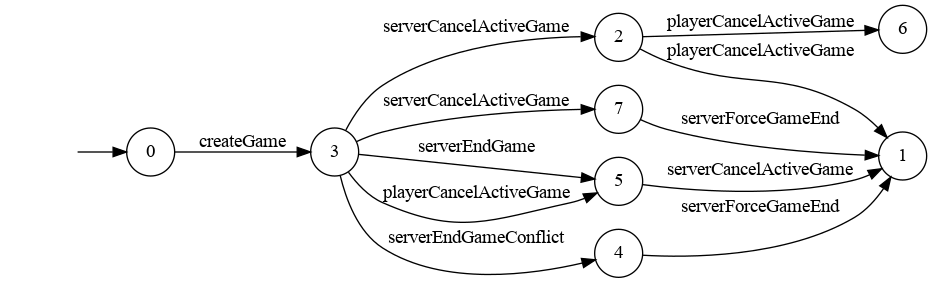 serverCancelActiveGame
playerCancelActiveGame
6
2
playerCancelActiveGame
serverCancelActiveGame
7
serverForceGameEnd
createGame
serverEndGame
0
3
1
serverCancelActiveGame
5
playerCancelActiveGame
serverForceGameEnd
serverEndGameConflict
4